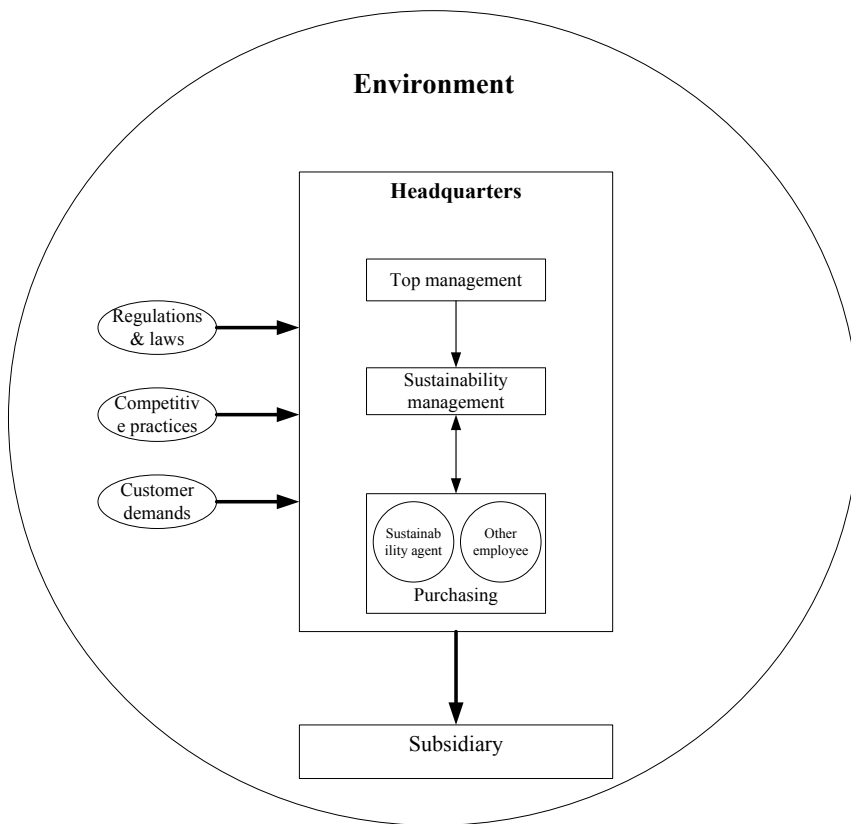 Environment
Headquarters
Top management
Regulations
& laws
Sustainability
management
Competitiv
e practices
Customer
demands
Sustainab
ility agent
Other
employee
Purchasing
Subsidiary